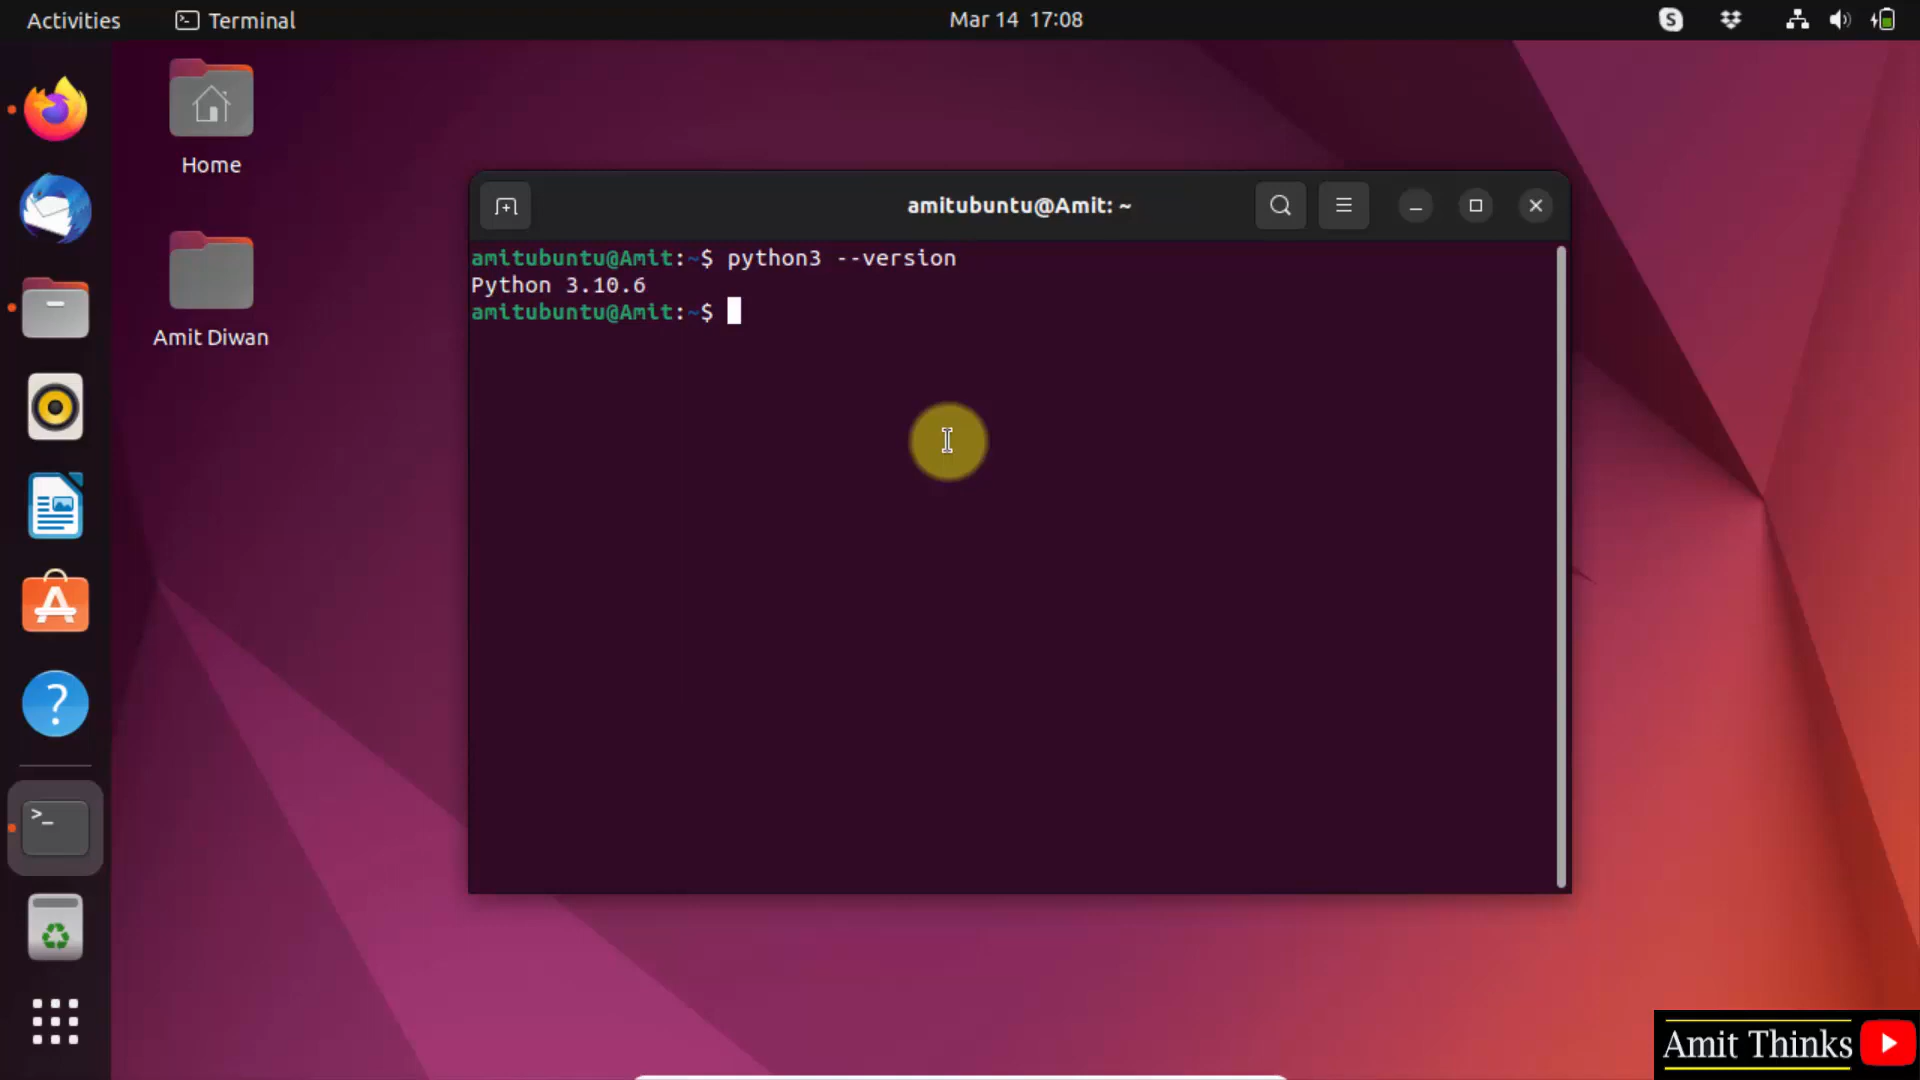 Activities
Terminal
Mar 14 17:08
Home
Amit Diwan
amitubuntu@Amit: ~
amitubuntu@Amit:~$ python3 --version
Python 3.10.6
amitubuntu@Amit:~$
Amit Thinks